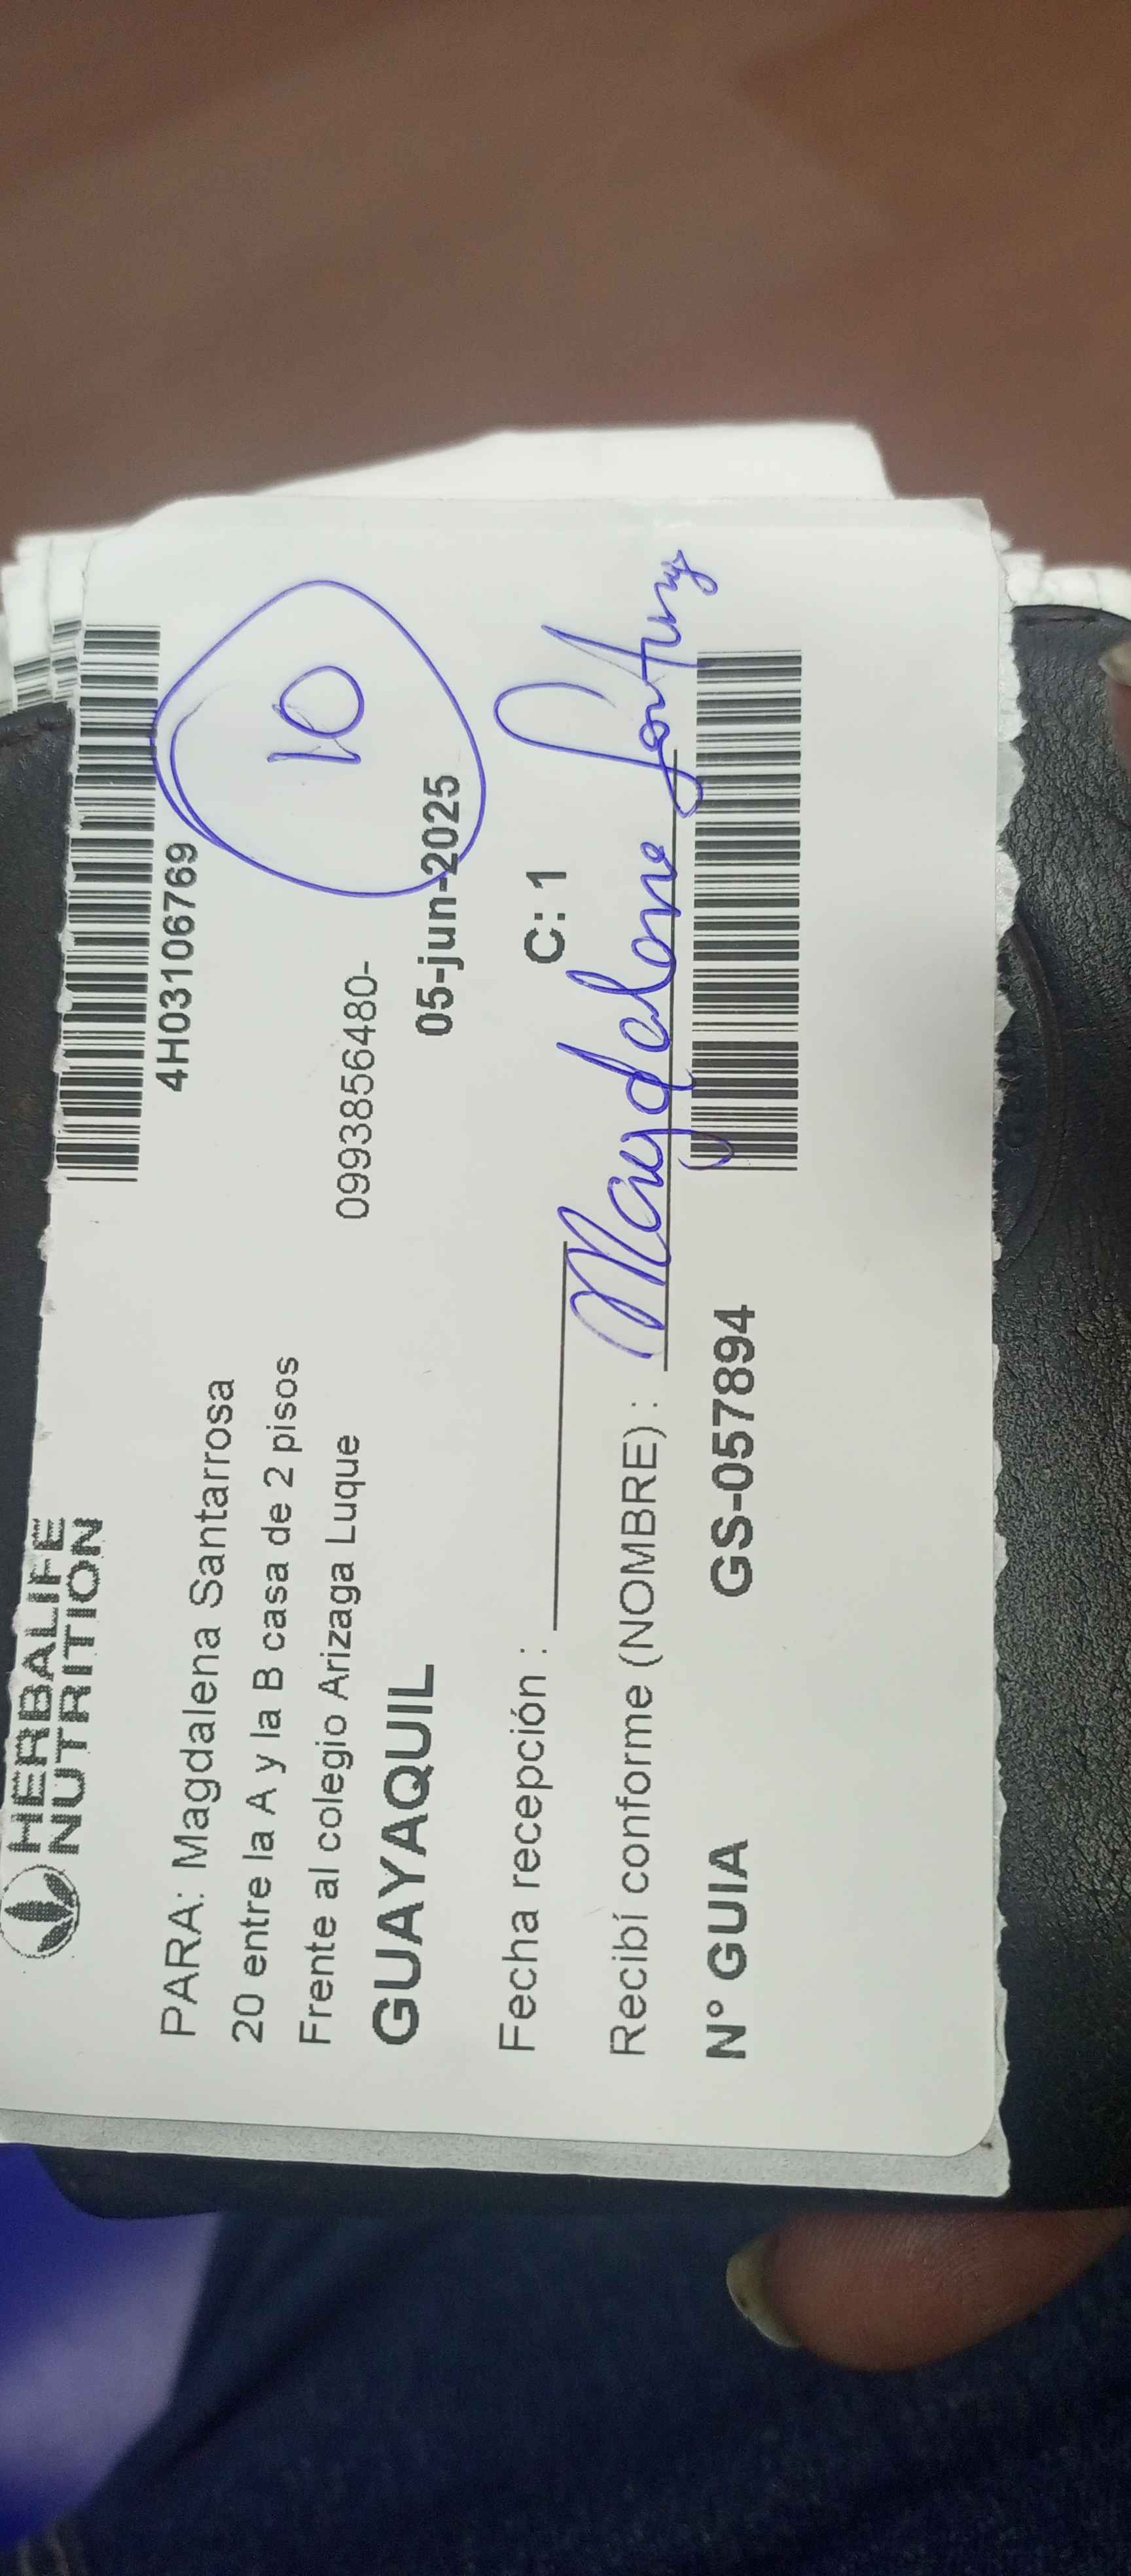 HERBALIFE
NUTRITION
4H03106769
PARA: Magdalena Santarrosa
20 entre la A y la B casa de 2 pisos
10
Frente al colegio Arizaga Luque 0993856480-
GUAYAQUIL 05-jun-2025
Fecha recepción : C: 1
Recibí conforme (NOMBRE) : Magdalena
N° GUIA GS-057894